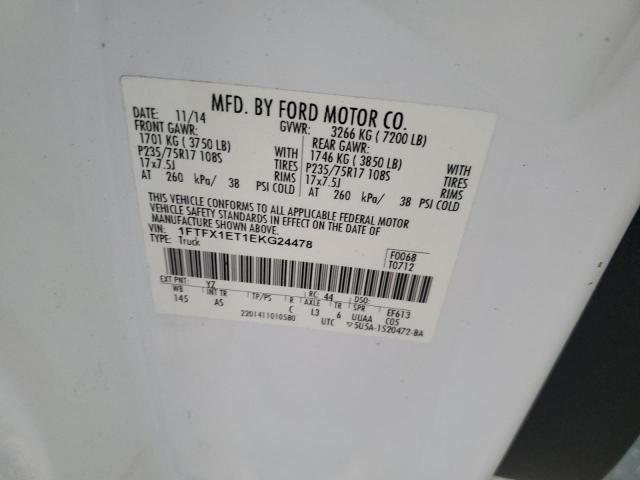 MFD. BY FORD MOTOR CO.
DATE: 11/14 GVWR: 3266 KG ( 7200 LB)
FRONT GAWR: REAR GAWR:
1701 KG ( 3750 LB) WITH 1746 KG ( 3850 LB) WITH
P235/75R17 108S TIRES P235/75R17 108S TIRES
17x7.5J RIMS 17x7.5J RIMS
AT 260 kPa/ 38 PSI COLD AT 260 kPa/ 38 PSI COLD
THIS VEHICLE CONFORMS TO ALL APPLICABLE FEDERAL MOTOR
VEHICLE SAFETY STANDARDS IN EFFECT ON THE DATE OF
MANUFACTURE SHOWN ABOVE.
VIN: 1FTFX1ET1EKG24478 F0068
TYPE: Truck T0712
EXT PNT: YZ RC: 44 DSO:
WB INT TR TP/PS R AXLE TR SPR EF613
145 AS C L3 6 UUAA C05
22014110105B0 UTC ▽5U5A-1520472-BA